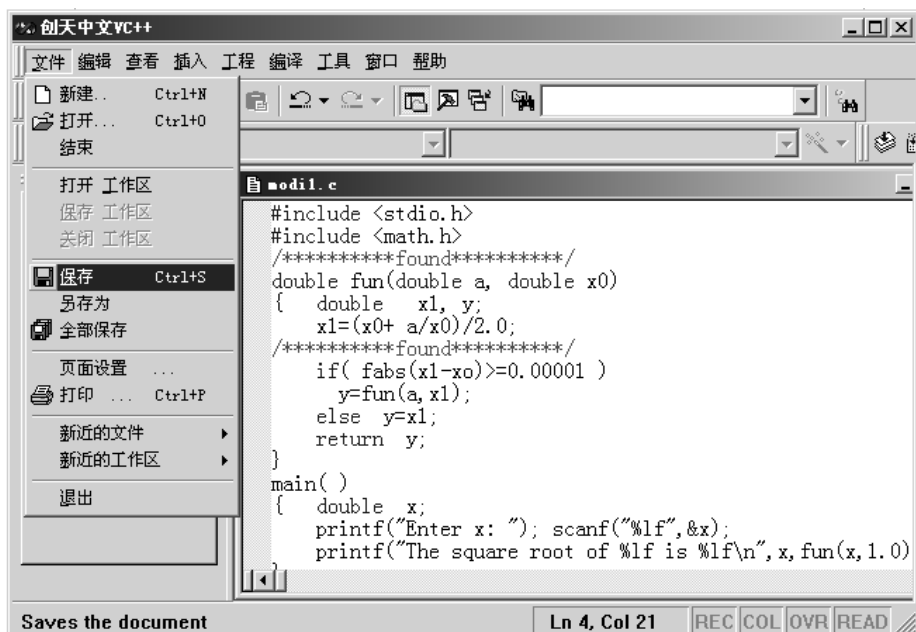 创天中文VC++
文件 编辑 查看 插入 工程 编译 工具 窗口 帮助
新建.. Ctrl+N
打开... Ctrl+O
结束
打开 工作区
保存 工作区
关闭 工作区
保存 Ctrl+S
另存为
全部保存
页面设置 ...
打印 ... Ctrl+P
新近的文件
新近的工作区
退出
modi1.c
#include <stdio.h>
#include <math.h>
/**********found**********/
double fun(double a, double x0)
{ double x1, y;
x1=(x0+ a/x0)/2.0;
/**********found**********/
if( fabs(x1-xo)>=0.00001 )
y=fun(a,x1);
else y=x1;
return y;
}
main( )
{ double x;
printf("Enter x: "); scanf("%lf",&x);
printf("The square root of %lf is %lf\n",x,fun(x,1.0)
}
Saves the document
Ln 4, Col 21
REC COL OVR READ